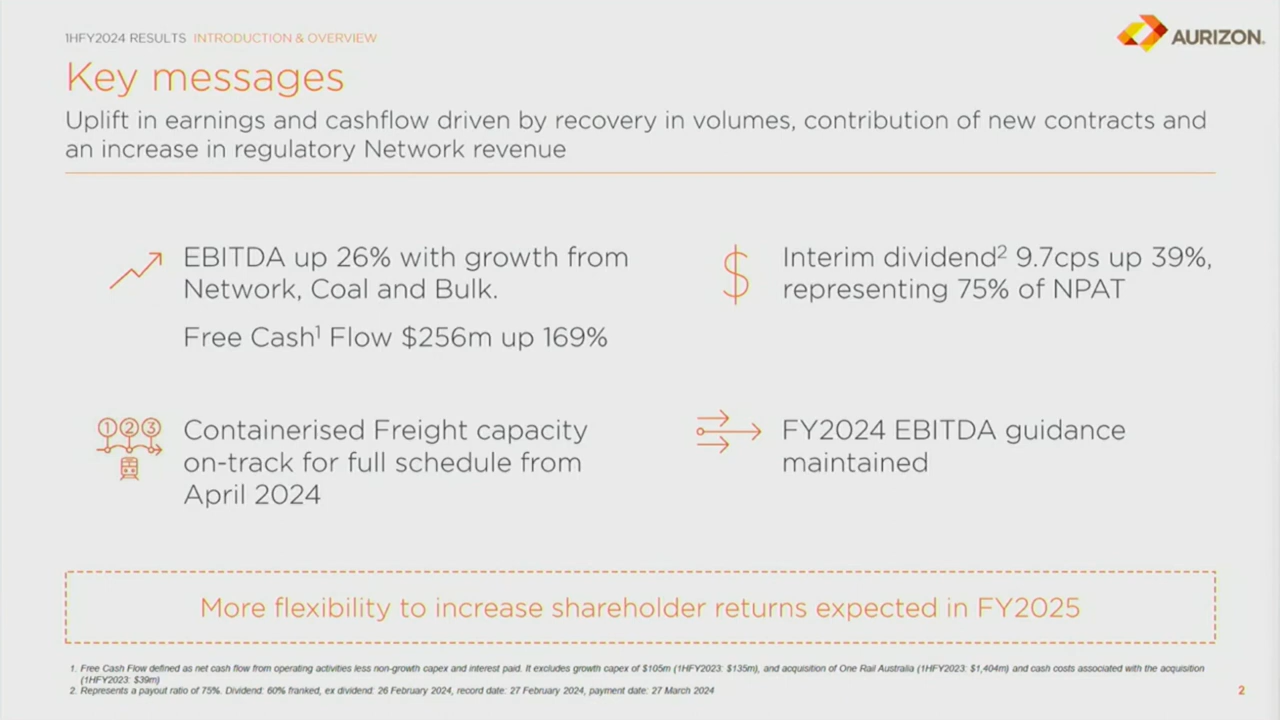 1HFY2024 RESULTS INTRODUCTION & OVERVIEW
AURIZON.
Key messages
Uplift in earnings and cashflow driven by recovery in volumes, contribution of new contracts and
an increase in regulatory Network revenue
EBITDA up 26% with growth from
Network, Coal and Bulk.
Free Cash¹ Flow $256m up 169%
$
Interim dividend² 9.7cps up 39%,
representing 75% of NPAT
1 2 3
Containerised Freight capacity
on-track for full schedule from
April 2024
FY2024 EBITDA guidance
maintained
More flexibility to increase shareholder returns expected in FY2025
1. Free Cash Flow defined as net cash flow from operating activities less non-growth capex and interest paid. It excludes growth capex of $105m (1HFY2023: $135m), and acquisition of One Rail Australia (1HFY2023: $1,404m) and cash costs associated with the acquisition
(1HFY2023: $39m)
2. Represents a payout ratio of 75%. Dividend: 60% franked, ex dividend: 26 February 2024, record date: 27 February 2024, payment date: 27 March 2024
2